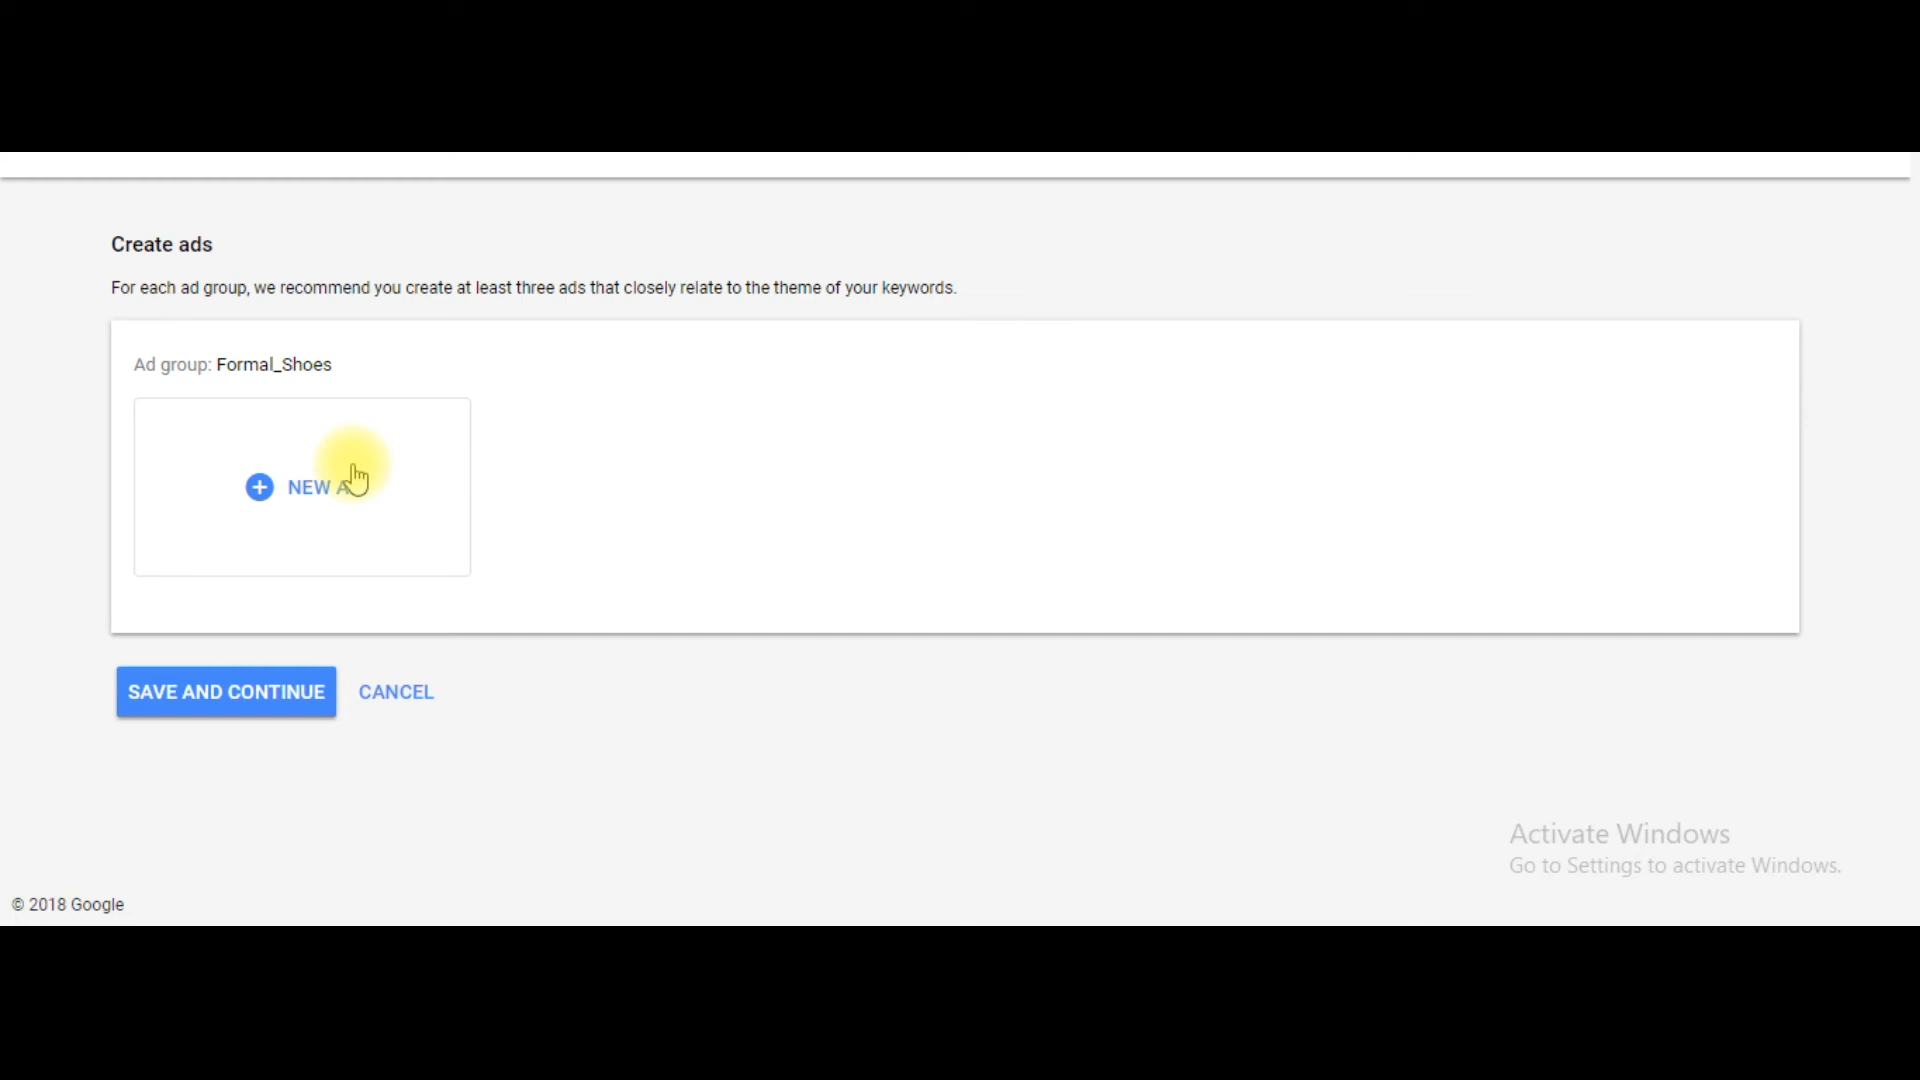 Create ads
For each ad group, we recommend you create at least three ads that closely relate to the theme of your keywords.
Ad group: Formal_Shoes
NEW A
SAVE AND CONTINUE CANCEL
Activate Windows
Go to Settings to activate Windows.
© 2018 Google